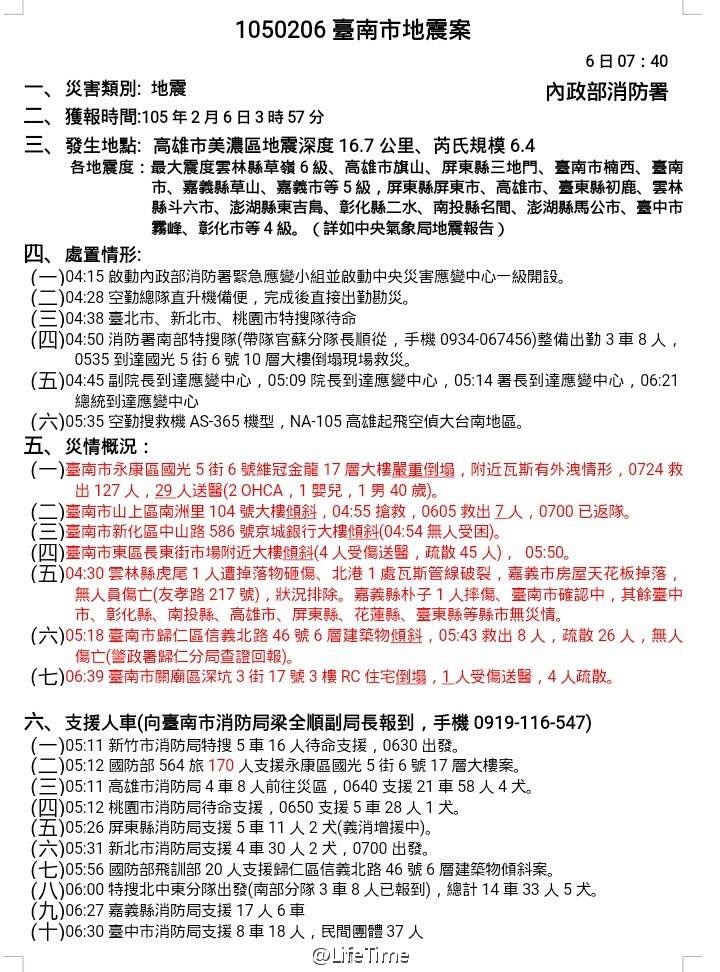 1050206 臺南市地震案
6 日 07：40
一、 災害類別: 地震
內政部消防署
二、 獲報時間:105 年 2 月 6 日 3 時 57 分
三、 發生地點: 高雄市美濃區地震深度 16.7 公里、芮氏規模 6.4
各地震度：最大震度雲林縣草嶺 6 級、高雄市旗山、屏東縣三地門、臺南市楠西、臺南
市、嘉義縣草山、嘉義市等 5 級，屏東縣屏東市、高雄市、臺東縣初鹿、雲林
縣斗六市、澎湖縣東吉島、彰化縣二水、南投縣名間、澎湖縣馬公市、臺中市
霧峰、彰化市等 4 級。（詳如中央氣象局地震報告）
四、 處置情形:
(一)04:15 啟動內政部消防署緊急應變小組並啟動中央災害應變中心一級開設。
(二)04:28 空勤總隊直升機備便，完成後直接出勤勘災。
(三)04:38 臺北市、新北市、桃園市特搜隊待命
(四)04:50 消防署南部特搜隊(帶隊官蘇分隊長順從，手機 0934-067456)整備出勤 3 車 8 人，
0535 到達國光 5 街 6 號 10 層大樓倒塌現場救災。
(五)04:45 副院長到達應變中心，05:09 院長到達應變中心，05:14 署長到達應變中心，06:21
總統到達應變中心
(六)05:35 空勤搜救機 AS-365 機型，NA-105 高雄起飛空偵大台南地區。
五、 災情概況：
(一)臺南市永康區國光 5 街 6 號維冠金龍 17 層大樓嚴重倒塌，附近瓦斯有外洩情形，0724 救
出 127 人，29 人送醫(2 OHCA，1 嬰兒，1 男 40 歲)。
(二)臺南市山上區南洲里 104 號大樓傾斜，04:55 搶救，0605 救出 7 人，0700 已返隊。
(三)臺南市新化區中山路 586 號京城銀行大樓傾斜(04:54 無人受困)。
(四)臺南市東區長東街市場附近大樓傾斜(4 人受傷送醫，疏散 45 人)， 05:50。
(五)04:30 雲林縣虎尾 1 人遭掉落物砸傷、北港 1 處瓦斯管線破裂，嘉義市房屋天花板掉落，
無人員傷亡(友孝路 217 號)，狀況排除。嘉義縣朴子 1 人摔傷、臺南市確認中，其餘臺中
市、彰化縣、南投縣、高雄市、屏東縣、花蓮縣、臺東縣等縣市無災情。
(六)05:18 臺南市歸仁區信義北路 46 號 6 層建築物傾斜，05:43 救出 8 人，疏散 26 人，無人
傷亡(警政署歸仁分局查證回報)。
(七)06:39 臺南市關廟區深坑 3 街 17 號 3 樓 RC 住宅倒塌，1 人受傷送醫，4 人疏散。
六、 支援人車(向臺南市消防局梁全順副局長報到，手機 0919-116-547)
(一)05:11 新竹市消防局特搜 5 車 16 人待命支援，0630 出發。
(二)05:12 國防部 564 旅 170 人支援永康區國光 5 街 6 號 17 層大樓案。
(三)05:11 高雄市消防局 4 車 8 人前往災區，0640 支援 21 車 58 人 4 犬。
(四)05:12 桃園市消防局待命支援，0650 支援 5 車 28 人 1 犬。
(五)05:26 屏東縣消防局支援 5 車 11 人 2 犬(義消增援中)。
(六)05:31 新北市消防局支援 4 車 30 人 2 犬，0700 出發。
(七)05:56 國防部飛訓部 20 人支援歸仁區信義北路 46 號 6 層建築物傾斜案。
(八)06:00 特搜北中東分隊出發(南部分隊 3 車 8 人已報到)，總計 14 車 33 人 5 犬。
(九)06:27 嘉義縣消防局支援 17 人 6 車
(十)06:30 臺中市消防局支援 8 車 18 人，民間團體 37 人
@LifeTime